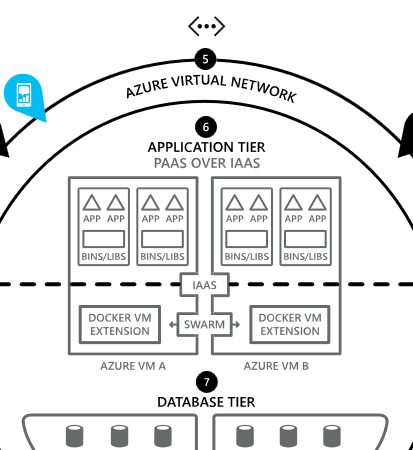 5
AZURE VIRTUAL NETWORK
6
APPLICATION TIER
PAAS OVER IAAS
APP APP APP APP APP APP APP APP
BINS/LIBS BINS/LIBS BINS/LIBS BINS/LIBS
IAAS
DOCKER VM
EXTENSION
SWARM
DOCKER VM
EXTENSION
AZURE VM A AZURE VM B
7
DATABASE TIER